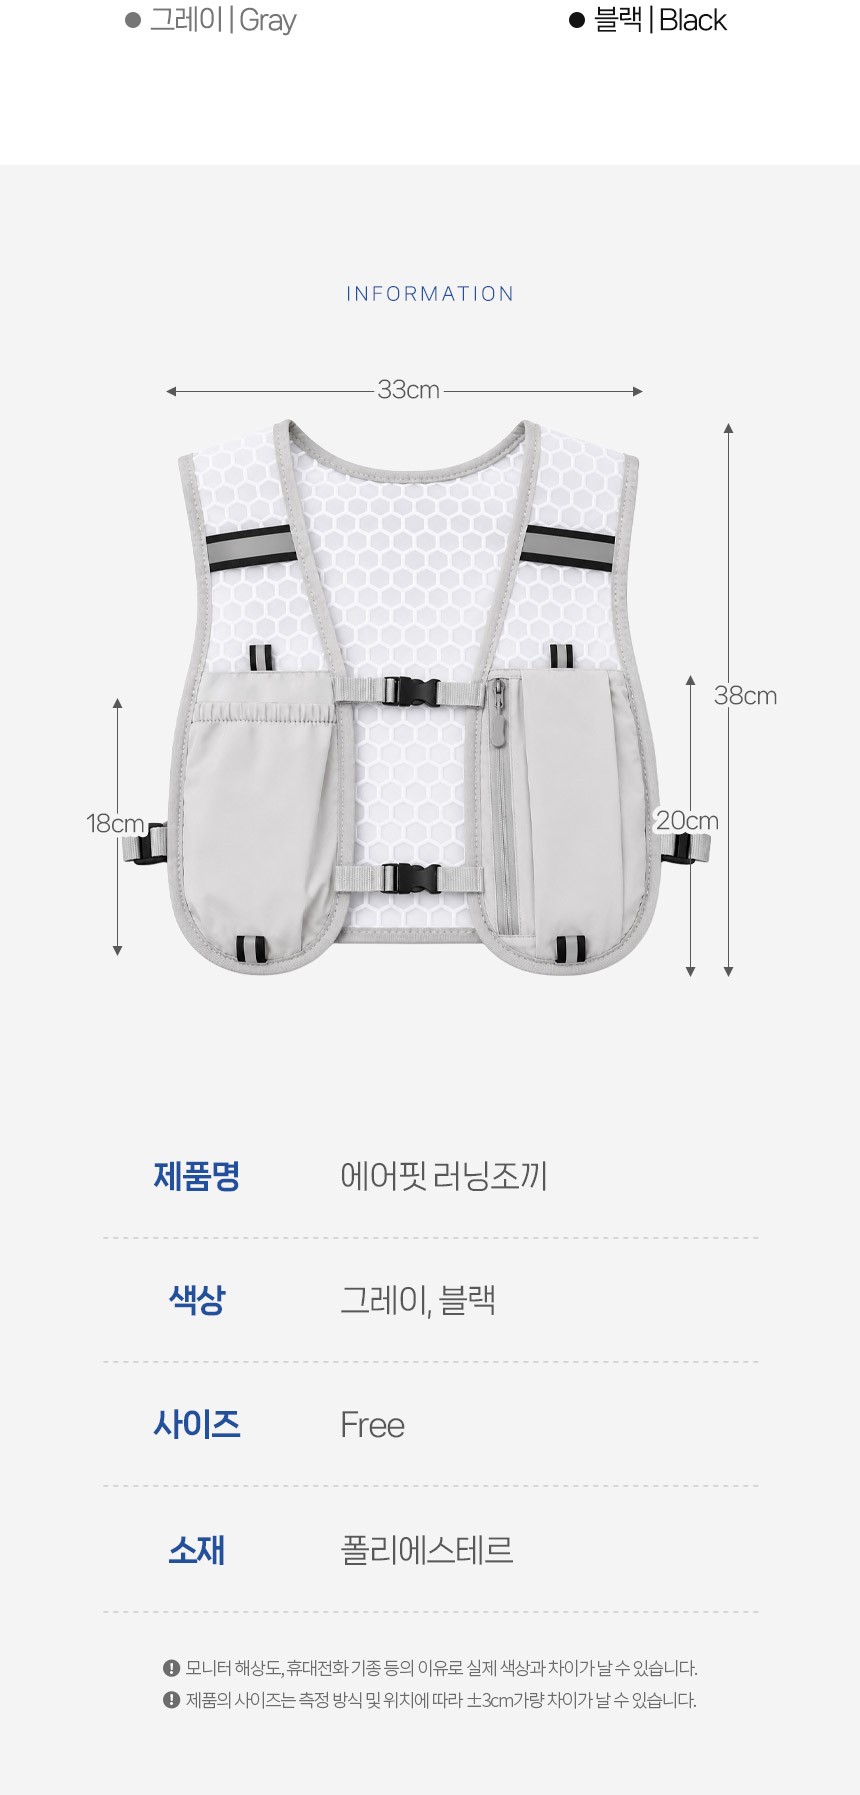 그레이 | Gray
블랙 | Black
INFORMATION
33cm
38cm
18cm
20cm
제품명 에어핏 러닝조끼
색상 그레이, 블랙
사이즈 Free
소재 폴리에스테르
모니터 해상도, 휴대전화 기종 등의 이유로 실제 색상과 차이가 날 수 있습니다.
제품의 사이즈는 측정 방식 및 위치에 따라 ±3cm가량 차이가 날 수 있습니다.